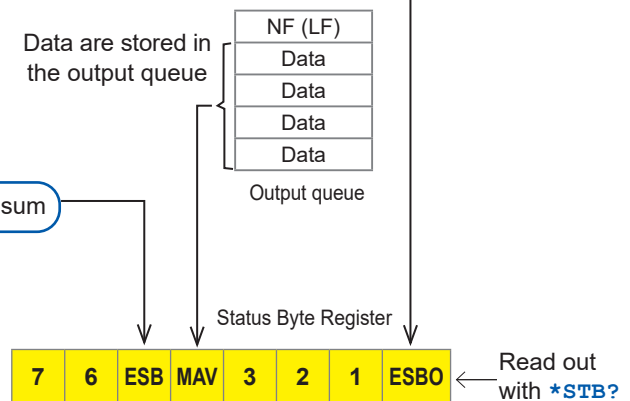 NF (LF)
Data are stored in
the output queue
Data
Data
Data
Data
Output queue
sum
Status Byte Register
7 6 ESB MAV 3 2 1 ESB0
Read out
with *STB?